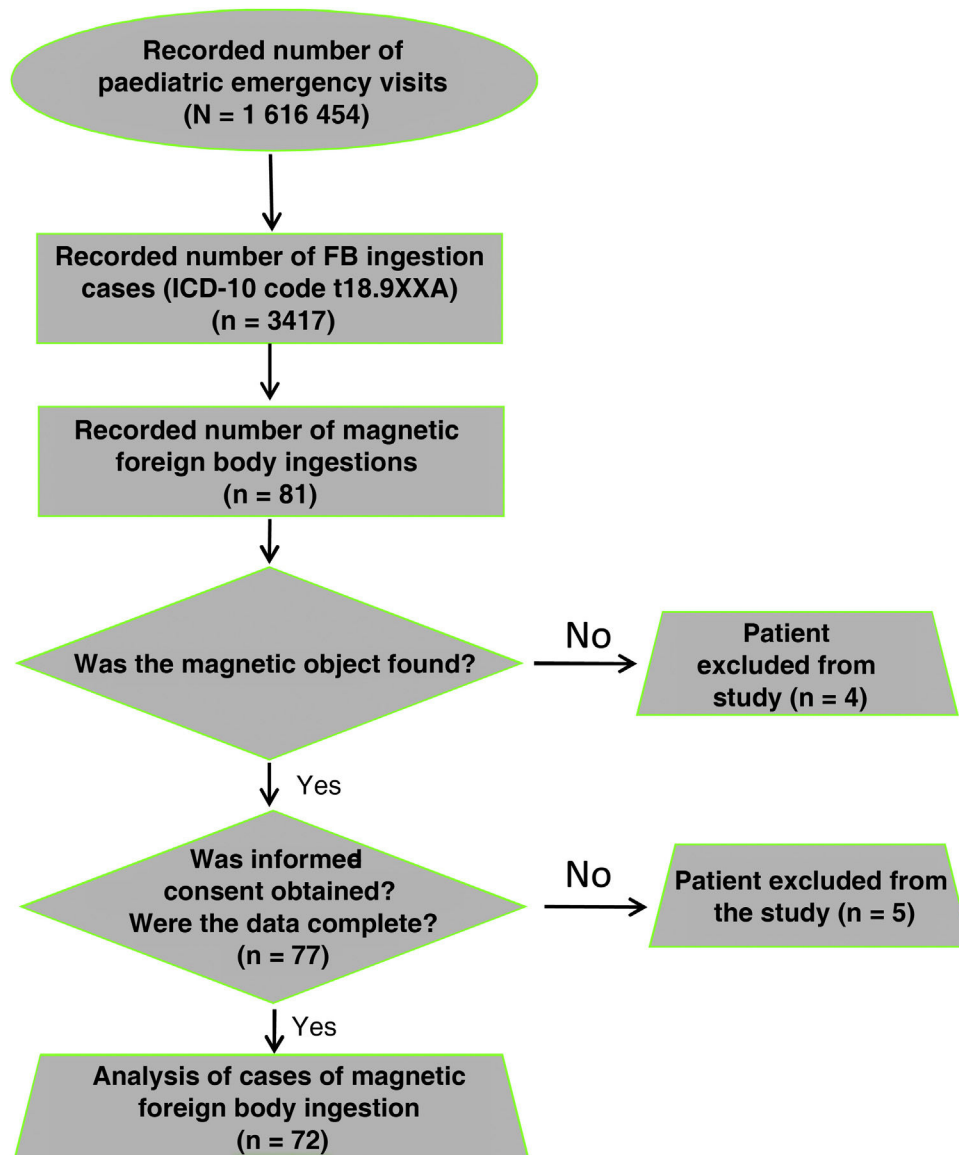 Recorded number of
paediatric emergency visits
(N = 1 616 454)
Recorded number of FB ingestion
cases (ICD-10 code t18.9XXA)
(n = 3417)
Recorded number of magnetic
foreign body ingestions
(n = 81)
Was the magnetic object found?
No
Patient
excluded from
study (n = 4)
Yes
Was informed
consent obtained?
Were the data complete?
(n = 77)
No
Patient excluded from
the study (n = 5)
Yes
Analysis of cases of magnetic
foreign body ingestion
(n = 72)